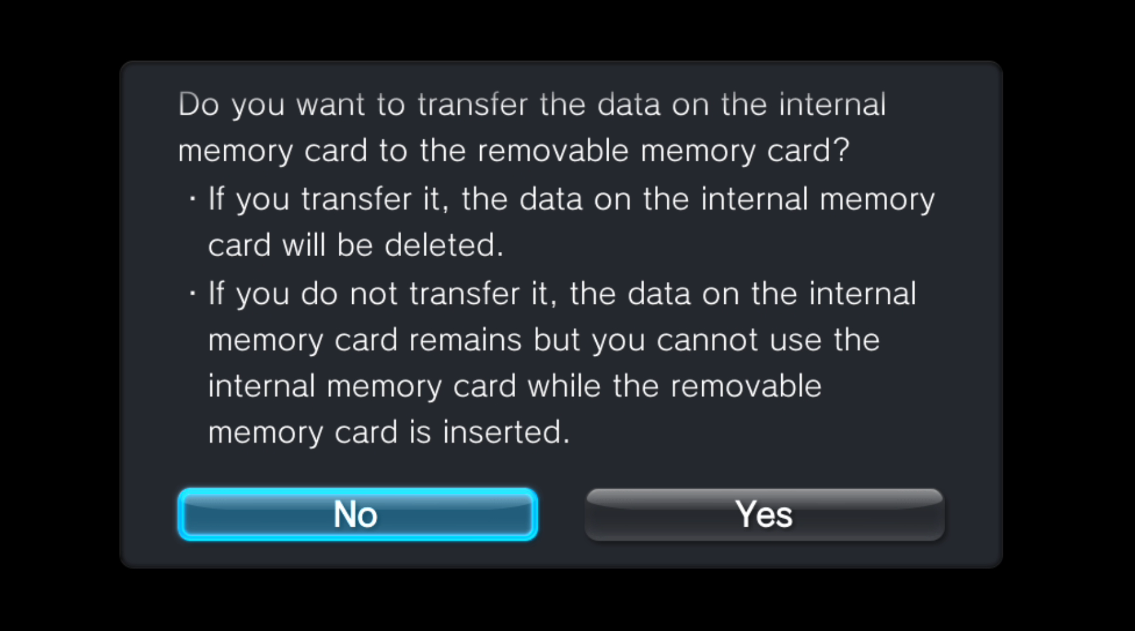 Do you want to transfer the data on the internal
memory card to the removable memory card?
· If you transfer it, the data on the internal memory
card will be deleted.
· If you do not transfer it, the data on the internal
memory card remains but you cannot use the
internal memory card while the removable
memory card is inserted.
No
Yes